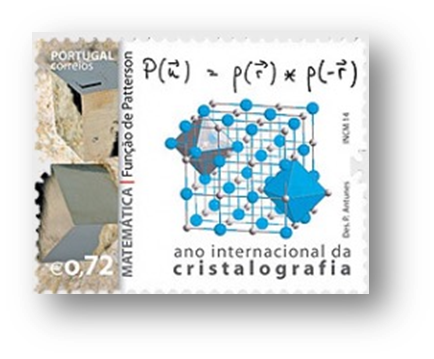 PORTUGAL
correios
P(u⃗) = ρ(r⃗) * ρ(-r⃗)
MATEMÁTICA | Função de Patterson
Des. P. Antunes INCM.14
ano internacional da
cristalografia
€0,72